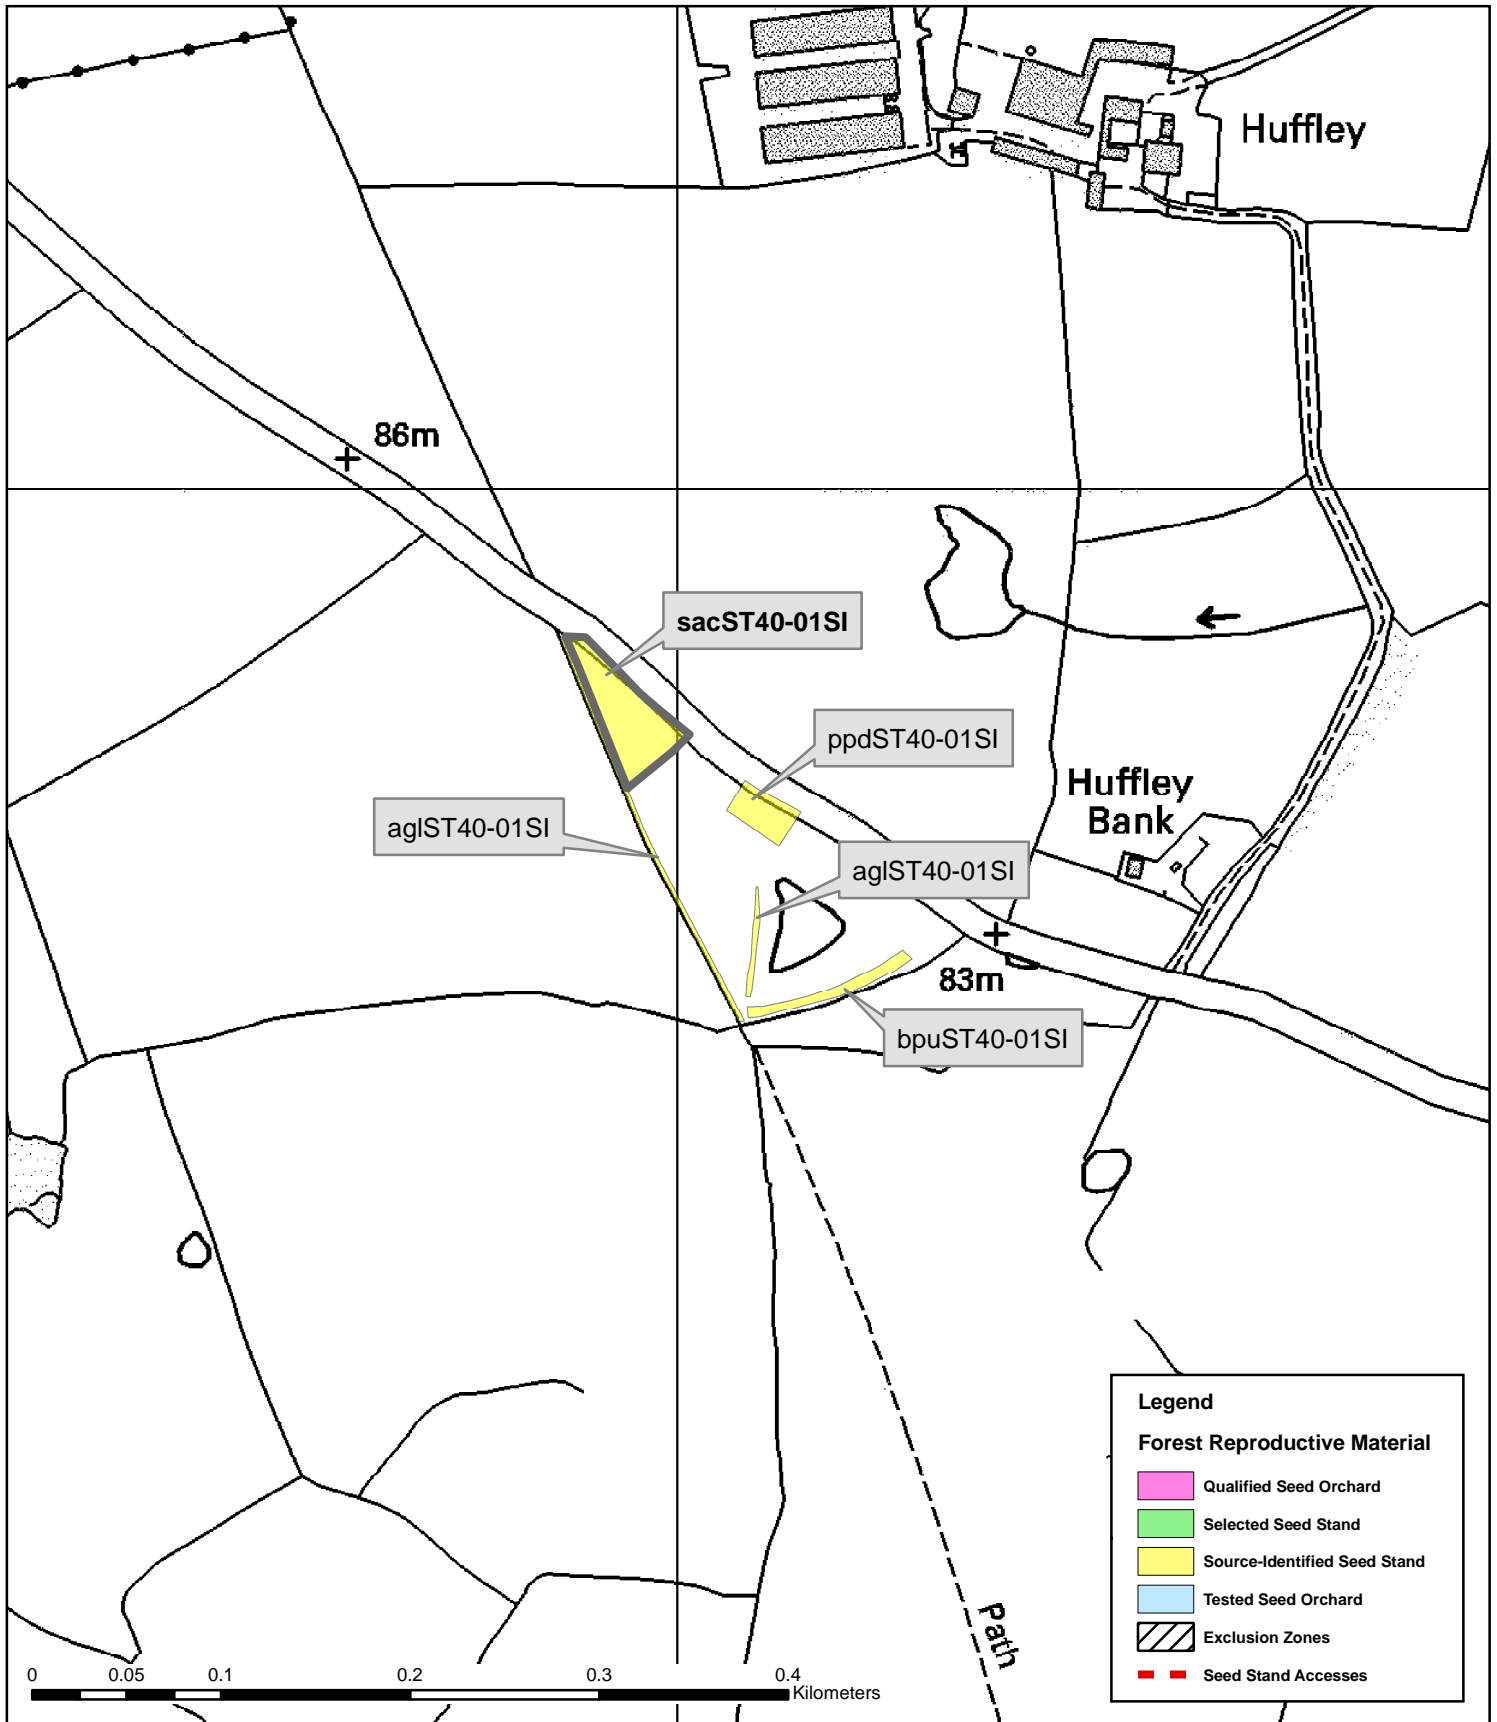 Huffley
86m
sacST40-01SI
ppdST40-01SI
Huffley
Bank
aglST40-01SI
aglST40-01SI
83m
bpuST40-01SI
Path
Legend
Forest Reproductive Material
Qualified Seed Orchard
Selected Seed Stand
Source-Identified Seed Stand
Tested Seed Orchard
Exclusion Zones
Seed Stand Accesses
0 0.05 0.1 0.2 0.3 0.4
Kilometers